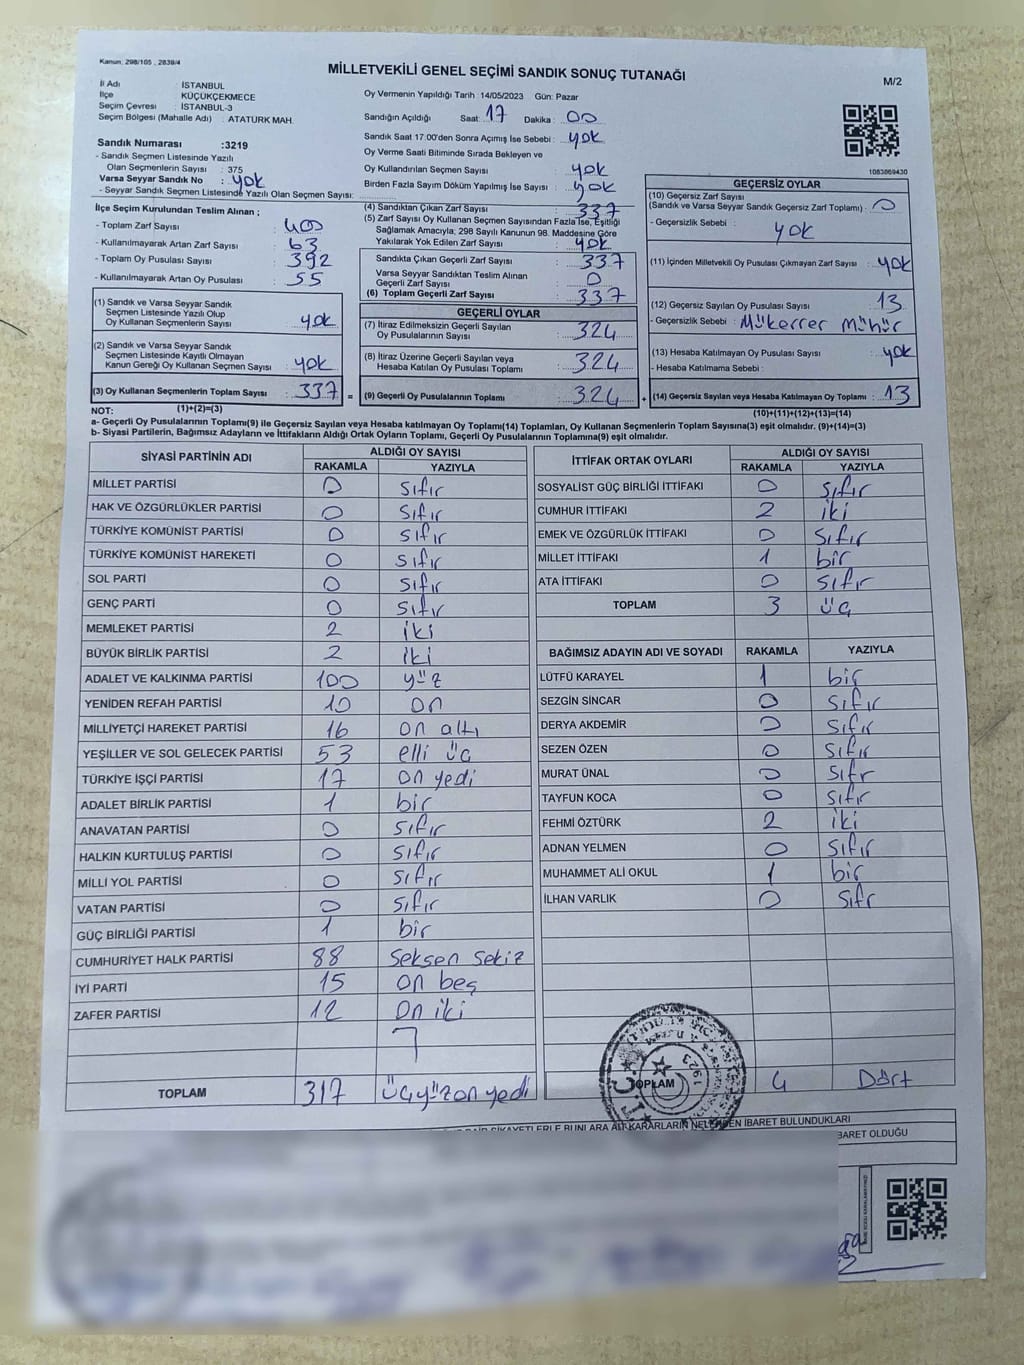 Kanun: 298/105 , 2839/4
MİLLETVEKİLİ GENEL SEÇİMİ SANDIK SONUÇ TUTANAĞI
M/2
İl Adı : İSTANBUL
İlçe : KÜÇÜKÇEKMECE
Seçim Çevresi : İSTANBUL-3
Seçim Bölgesi (Mahalle Adı) : ATATÜRK MAH.
Sandık Numarası :3219
- Sandık Seçmen Listesinde Yazılı
Olan Seçmenlerin Sayısı : 375
Varsa Seyyar Sandık No : yok
- Seyyar Sandık Seçmen Listesinde Yazılı Olan Seçmen Sayısı:
Oy Vermenin Yapıldığı Tarih :14/05/2023 Gün: Pazar
Sandığın Açıldığı Saat: 17 Dakika : 00
Sandık Saat 17:00'den Sonra Açımış İse Sebebi : yok
Oy Verme Saati Bitiminde Sırada Bekleyen ve
Oy Kullandırılan Seçmen Sayısı : yok
Birden Fazla Sayım Döküm Yapılmış İse Sayısı : yok
1083869430
İlçe Seçim Kurulundan Teslim Alınan ;
- Toplam Zarf Sayısı : 400
- Kullanılmayarak Artan Zarf Sayısı : 63
- Toplam Oy Pusulası Sayısı : 392
- Kullanılmayarak Artan Oy Pusulası : 55
(1) Sandık ve Varsa Seyyar Sandık
Seçmen Listesinde Yazılı Olup
Oy Kullanan Seçmenlerin Sayısı : yok
(2) Sandık ve Varsa Seyyar Sandık
Seçmen Listesinde Kayıtlı Olmayan
Kanun Gereği Oy Kullanan Seçmen Sayısı : yok
(3) Oy Kullanan Seçmenlerin Toplam Sayısı : 337
(1)+(2)=(3)
(4) Sandıktan Çıkan Zarf Sayısı : 337
(5) Zarf Sayısı Oy Kullanan Seçmen Sayısından Fazla İse, Eşitliği
Sağlamak Amacıyla; 298 Sayılı Kanunun 98. Maddesine Göre
Yakılarak Yok Edilen Zarf Sayısı : yok
Sandıkta Çıkan Geçerli Zarf Sayısı : 337
Varsa Seyyar Sandıktan Teslim Alınan
Geçerli Zarf Sayısı : 0
(6) Toplam Geçerli Zarf Sayısı : 337
GEÇERLİ OYLAR
(7) İtiraz Edilmeksizin Geçerli Sayılan
Oy Pusulalarının Sayısı : 324
(8) İtiraz Üzerine Geçerli Sayılan veya
Hesaba Katılan Oy Pusulası Toplamı : 324
= (9) Geçerli Oy Pusulalarının Toplamı : 324 +
GEÇERSİZ OYLAR
(10) Geçersiz Zarf Sayısı
(Sandık ve Varsa Seyyar Sandık Geçersiz Zarf Toplamı) : 0
- Geçersizlik Sebebi : yok
(11) İçinden Milletvekili Oy Pusulası Çıkmayan Zarf Sayısı : yok
(12) Geçersiz Sayılan Oy Pusulası Sayısı : 13
- Geçersizlik Sebebi : Mükerrer Mühür
(13) Hesaba Katılmayan Oy Pusulası Sayısı : yok
- Hesaba Katılmama Sebebi :
(14) Geçersiz Sayılan veya Hesaba Katılmayan Oy Toplamı : 13
(10)+(11)+(12)+(13)=(14)
NOT:
a- Geçerli Oy Pusulalarının Toplamı(9) ile Geçersiz Sayılan veya Hesaba katılmayan Oy Toplamı(14) Toplamları, Oy Kullanan Seçmenlerin Toplam Sayısına(3) eşit olmalıdır. (9)+(14)=(3)
b- Siyasi Partilerin, Bağımsız Adayların ve İttifakların Aldığı Ortak Oyların Toplamı, Geçerli Oy Pusulalarının Toplamına(9) eşit olmalıdır.
SİYASİ PARTİNİN ADI ALDIĞI OY SAYISI
RAKAMLA YAZIYLA
MİLLET PARTİSİ 0 sıfır
HAK VE ÖZGÜRLÜKLER PARTİSİ 0 sıfır
TÜRKİYE KOMÜNİST PARTİSİ 0 sıfır
TÜRKİYE KOMÜNİST HAREKETİ 0 sıfır
SOL PARTİ 0 sıfır
GENÇ PARTİ 0 sıfır
MEMLEKET PARTİSİ 2 iki
BÜYÜK BİRLİK PARTİSİ 2 iki
ADALET VE KALKINMA PARTİSİ 100 yüz
YENİDEN REFAH PARTİSİ 10 on
MİLLİYETÇİ HAREKET PARTİSİ 16 on altı
YEŞİLLER VE SOL GELECEK PARTİSİ 53 elli üç
TÜRKİYE İŞÇİ PARTİSİ 17 on yedi
ADALET BİRLİK PARTİSİ 1 bir
ANAVATAN PARTİSİ 0 sıfır
HALKIN KURTULUŞ PARTİSİ 0 sıfır
MİLLİ YOL PARTİSİ 0 sıfır
VATAN PARTİSİ 0 sıfır
GÜÇ BİRLİĞİ PARTİSİ 1 bir
CUMHURİYET HALK PARTİSİ 88 Seksen Sekiz
İYİ PARTİ 15 on beş
ZAFER PARTİSİ 12 On iki
TOPLAM 317 üçyüzon yedi
İTTİFAK ORTAK OYLARI ALDIĞI OY SAYISI
RAKAMLA YAZIYLA
SOSYALİST GÜÇ BİRLİĞİ İTTİFAKI 0 sıfır
CUMHUR İTTİFAKI 2 iki
EMEK VE ÖZGÜRLÜK İTTİFAKI 0 sıfır
MİLLET İTTİFAKI 1 bir
ATA İTTİFAKI 0 sıfır
TOPLAM 3 üç
BAĞIMSIZ ADAYIN ADI VE SOYADI RAKAMLA YAZIYLA
LÜTFÜ KARAYEL 1 bir
SEZGİN SİNCAR 0 sıfır
DERYA AKDEMİR 0 sıfır
SEZEN ÖZEN 0 sıfır
MURAT ÜNAL 0 sıfr
TAYFUN KOCA 0 sıfır
FEHMİ ÖZTÜRK 2 iki
ADNAN YELMEN 0 sıfır
MUHAMMET ALİ OKUL 1 bir
İLHAN VARLIK 0 sıfr
TOPLAM 4 Dört
T.C.
1923
ŞİKAYETLERLE BUNLARA AİT KARARLARIN İBARET BULUNDUKLARI
BARET OLDUĞU